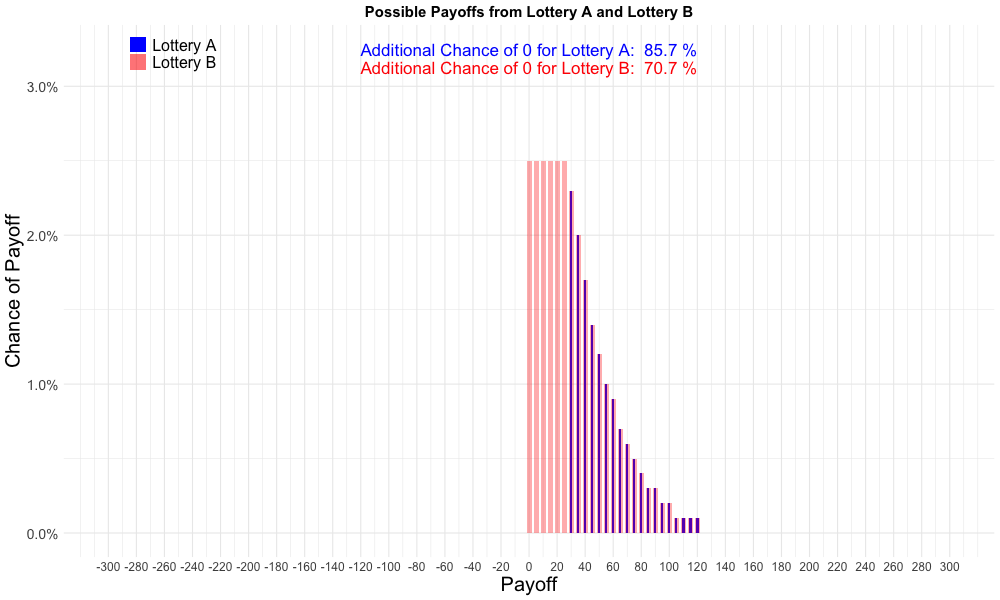 Possible Payoffs from Lottery A and Lottery B
Lottery A
Lottery B
Additional Chance of 0 for Lottery A: 85.7 %
Additional Chance of 0 for Lottery B: 70.7 %
3.0%
2.0%
1.0%
0.0%
Chance of Payoff
-300 -280 -260 -240 -220 -200 -180 -160 -140 -120 -100 -80 -60 -40 -20 0 20 40 60 80 100 120 140 160 180 200 220 240 260 280 300
Payoff